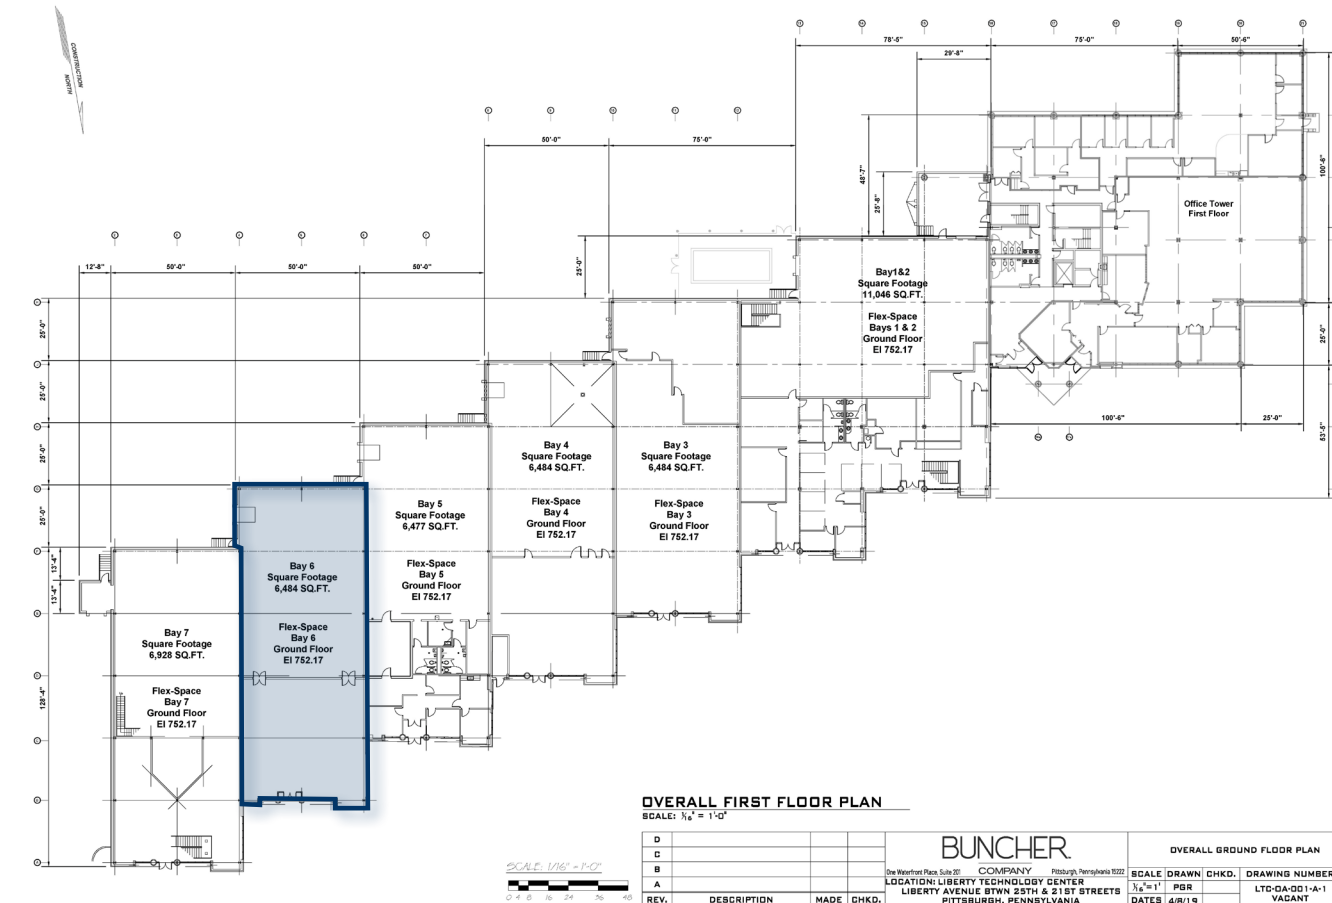 CONSTRUCTION
NORTH
78'-5"
75'-0"
50'-6"
29'-8"
50'-0"
75'-0"
48'-7"
25'-8"
100'-6"
Office Tower
First Floor
12'-8"
50'-0"
50'-0"
50'-0"
25'-0"
Bay1&2
Square Footage
11,046 SQ.FT.
Flex-Space
Bays 1 & 2
Ground Floor
El 752.17
25'-0"
25'-0"
25'-0"
25'-0"
25'-0"
100'-6"
25'-0"
53'-5"
Bay 4
Square Footage
6,484 SQ.FT.
Flex-Space
Bay 4
Ground Floor
El 752.17
Bay 3
Square Footage
6,484 SQ.FT.
Flex-Space
Bay 3
Ground Floor
El 752.17
Bay 5
Square Footage
6,477 SQ.FT.
Flex-Space
Bay 5
Ground Floor
El 752.17
13'-4"
13'-4"
Bay 6
Square Footage
6,484 SQ.FT.
Flex-Space
Bay 6
Ground Floor
El 752.17
Bay 7
Square Footage
6,928 SQ.FT.
Flex-Space
Bay 7
Ground Floor
El 752.17
128'-4"
OVERALL FIRST FLOOR PLAN
SCALE: 1/16" = 1'-0"
SCALE: 1/16" = 1'-0"
0 4 8 16 24 36 48
D
C
B
A
REV. DESCRIPTION MADE CHKD.
BUNCHER
COMPANY
One Waterfront Place, Suite 201 Pittsburgh, Pennsylvania 15222
LOCATION: LIBERTY TECHNOLOGY CENTER
LIBERTY AVENUE BTWN 25TH & 21ST STREETS
PITTSBURGH, PENNSYLVANIA
OVERALL GROUND FLOOR PLAN
SCALE DRAWN CHKD. DRAWING NUMBER
1/16"=1' PGR LTC-OA-001-A-1
DATES 4/8/19 VACANT